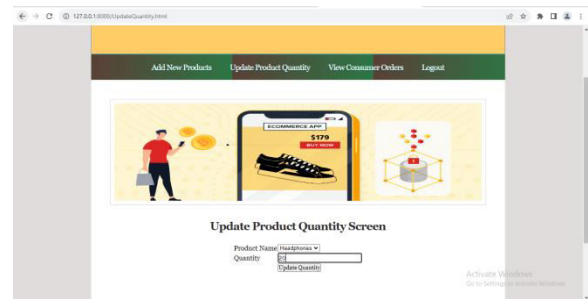 127.0.0.1:8000/UpdateQuantity.html
Add New Products Update Product Quantity View Consumer Orders Logout
ECOMMERCE APP
$179
BUY NOW
Update Product Quantity Screen
Product Name Headphones
Quantity 20
Update Quantity
Activate Windows
Go to Settings to activate Windows.